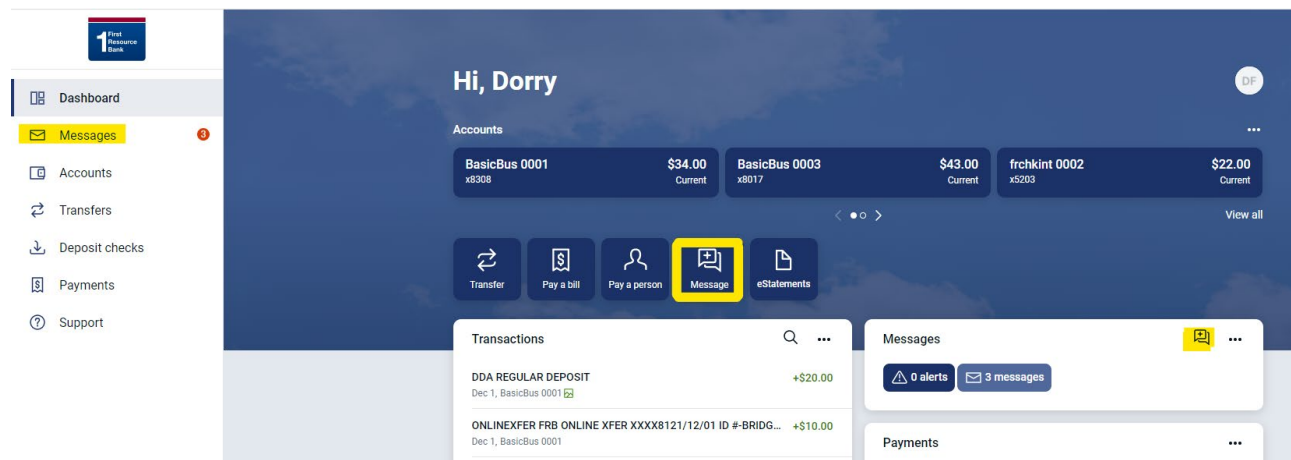 1 First Resource Bank
Dashboard
Messages 3
Accounts
Transfers
Deposit checks
Payments
Support
Hi, Dorry
DF
Accounts
BasicBus 0001 $34.00
x8308 Current
BasicBus 0003 $43.00
x8017 Current
frchkint 0002 $22.00
x5203 Current
View all
Transfer
Pay a bill
Pay a person
Message
eStatements
Transactions
DDA REGULAR DEPOSIT +$20.00
Dec 1, BasicBus 0001
ONLINEXFER FRB ONLINE XFER XXXX8121/12/01 ID #-BRIDG... +$10.00
Dec 1, BasicBus 0001
Messages
0 alerts
3 messages
Payments